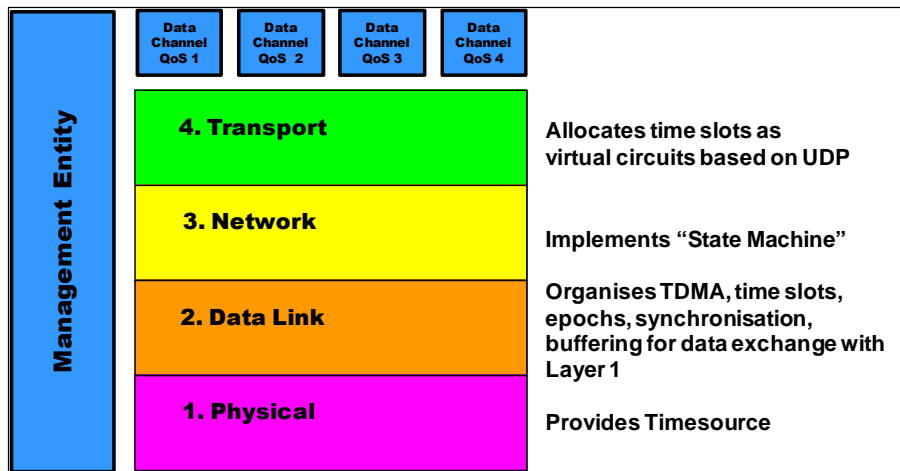 Management Entity
Data
Channel
QoS 1
Data
Channel
QoS 2
Data
Channel
QoS 3
Data
Channel
QoS 4
4. Transport
Allocates time slots as
virtual circuits based on UDP
3. Network
Implements “State Machine”
2. Data Link
Organises TDMA, time slots,
epochs, synchronisation,
buffering for data exchange with
Layer 1
1. Physical
Provides Timesource